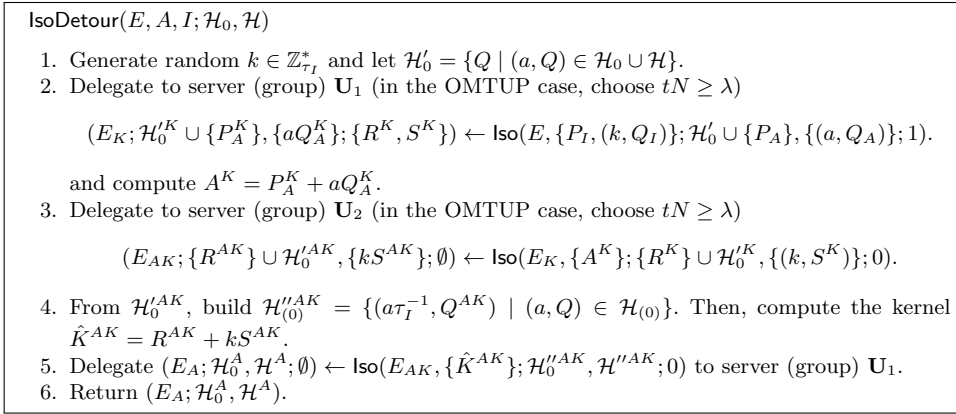 IsoDetour(E, A, I; ℋ₀, ℋ)
1. Generate random k ∈ ℤ*_{τ_I} and let ℋ′₀ = {Q | (a, Q) ∈ ℋ₀ ∪ ℋ}.
2. Delegate to server (group) U₁ (in the OMTUP case, choose tN ≥ λ)
(E_K; ℋ′₀^K ∪ {P_A^K}, {aQ_A^K}; {R^K, S^K}) ← Iso(E, {P_I, (k, Q_I)}; ℋ′₀ ∪ {P_A}, {(a, Q_A)}; 1).
and compute A^K = P_A^K + aQ_A^K.
3. Delegate to server (group) U₂ (in the OMTUP case, choose tN ≥ λ)
(E_{AK}; {R^{AK}} ∪ ℋ′₀^{AK}, {kS^{AK}}; ∅) ← Iso(E_K, {A^K}; {R^K} ∪ ℋ′₀^K, {(k, S^K)}; 0).
4. From ℋ′₀^{AK}, build ℋ″_{(0)}^{AK} = {(aτ_I^{-1}, Q^{AK}) | (a, Q) ∈ ℋ_{(0)}}. Then, compute the kernel
K̂^{AK} = R^{AK} + kS^{AK}.
5. Delegate (E_A; ℋ₀^A, ℋ^A; ∅) ← Iso(E_{AK}, {K̂^{AK}}; ℋ″₀^{AK}, ℋ″^{AK}; 0) to server (group) U₁.
6. Return (E_A; ℋ₀^A, ℋ^A).